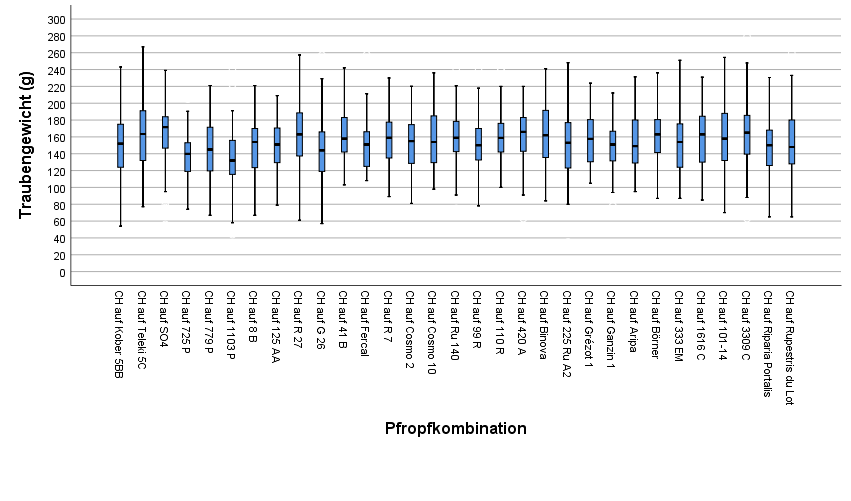 Traubengewicht (g)
300
280
260
240
220
200
180
160
140
120
100
80
60
40
20
0
CH auf Kober 5BB
CH auf Teleki 5C
CH auf SO4
CH auf 725 P
CH auf 779 P
CH auf 1103 P
CH auf 8 B
CH auf 125 AA
CH auf R 27
CH auf G 26
CH auf 41 B
CH auf Fercal
CH auf R 7
CH auf Cosmo 2
CH auf Cosmo 10
CH auf Ru 140
CH auf 99 R
CH auf 110 R
CH auf 420 A
CH auf Binova
CH auf 225 Ru A2
CH auf Grézot 1
CH auf Ganzin 1
CH auf Aripa
CH auf Börner
CH auf 333 EM
CH auf 1616 C
CH auf 101-14
CH auf 3309 C
CH auf Riparia Portalis
CH auf Rupestris du Lot
Pfropfkombination